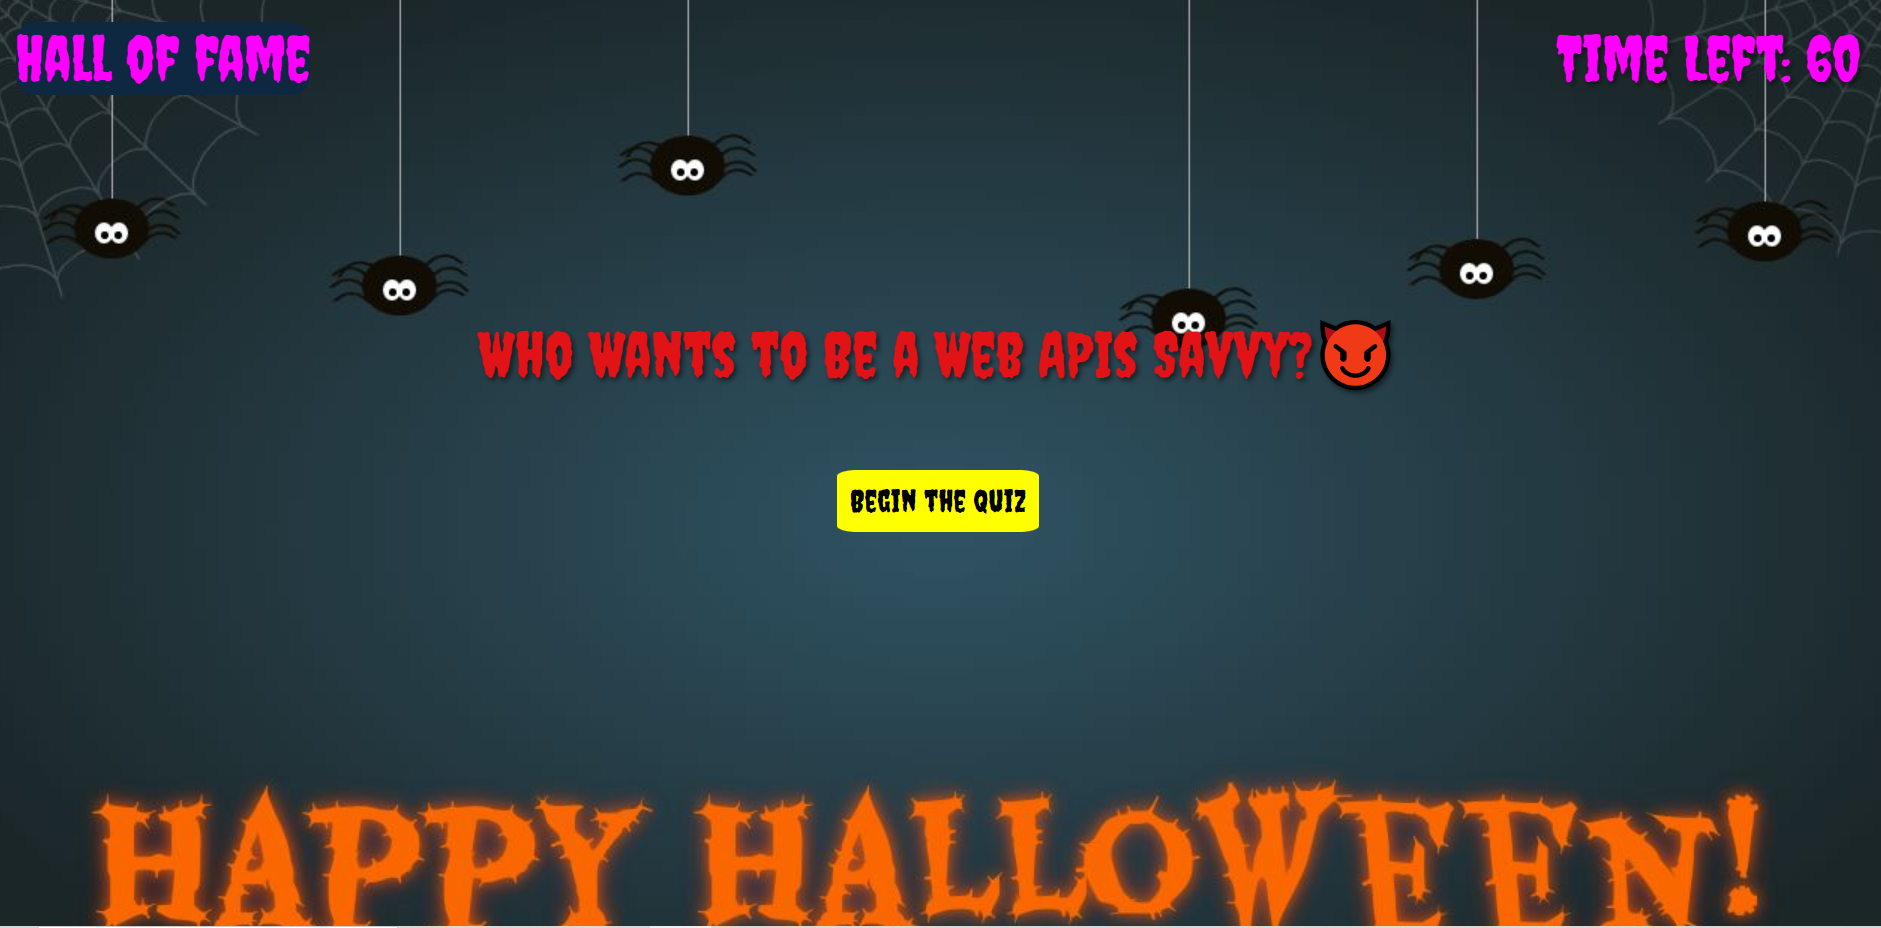 HALL OF FAME
TIME LEFT: 60
WHO WANTS TO BE A WEB APIS SAVVY?😈
BEGIN THE QUIZ
HAPPY HALLOWEEN!